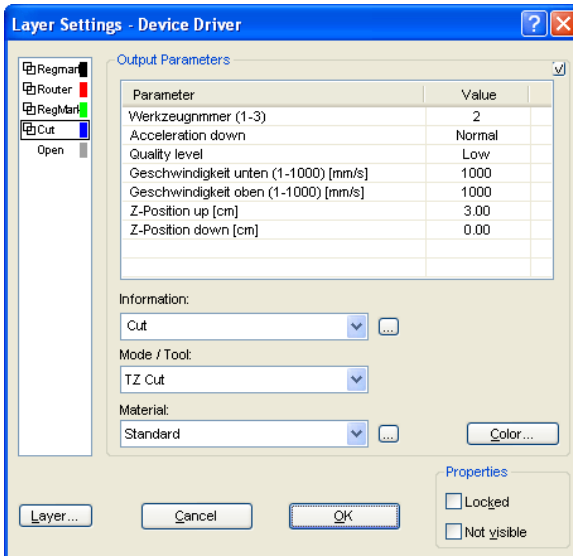 Layer Settings - Device Driver
Regmark
Router
RegMark
Cut
Open
Output Parameters
Parameter Value
Werkzeugnmmer (1-3) 2
Acceleration down Normal
Quality level Low
Geschwindigkeit unten (1-1000) [mm/s] 1000
Geschwindigkeit oben (1-1000) [mm/s] 1000
Z-Position up [cm] 3.00
Z-Position down [cm] 0.00
Information:
Cut ...
Mode / Tool:
TZ Cut
Material:
Standard ...
Color...
Properties
Locked
Not visible
Layer...
Cancel
OK